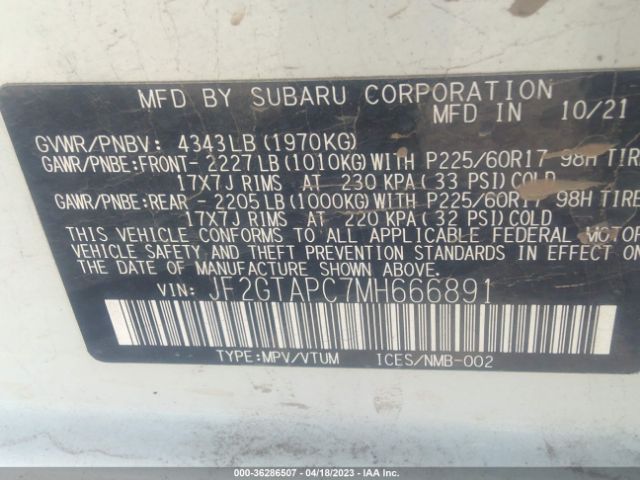 MFD BY SUBARU CORPORATION
MFD IN 10/21
GVWR/PNBV: 4343LB (1970KG)
GAWR/PNBE:FRONT- 2227LB (1010KG) WITH P225/60R17 98H TIRE
17X7J RIMS AT 230 KPA (33 PSI) COLD
GAWR/PNBE:REAR - 2205LB (1000KG) WITH P225/60R17 98H TIRE
17X7J RIMS AT 220 KPA (32 PSI) COLD
THIS VEHICLE CONFORMS TO ALL APPLICABLE FEDERAL MOTOR
VEHICLE SAFETY AND THEFT PREVENTION STANDARDS IN EFFECT ON
THE DATE OF MANUFACTURE SHOWN ABOVE.
VIN: JF2GTAPC7MH666891
TYPE:MPV/VTUM ICES/NMB-002
000-36286507 - 04/18/2023 - IAAI.COM